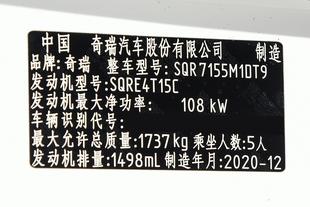 中国 奇瑞汽车股份有限公司 制造
品牌:奇瑞 整车型号:SQR7155M1DT9
发动机型号:SQRE4T15C
发动机最大净功率: 108 kW
车辆识别代号:
最大允许总质量:1737kg 乘坐人数:5人
发动机排量:1498mL 制造年月:2020-12